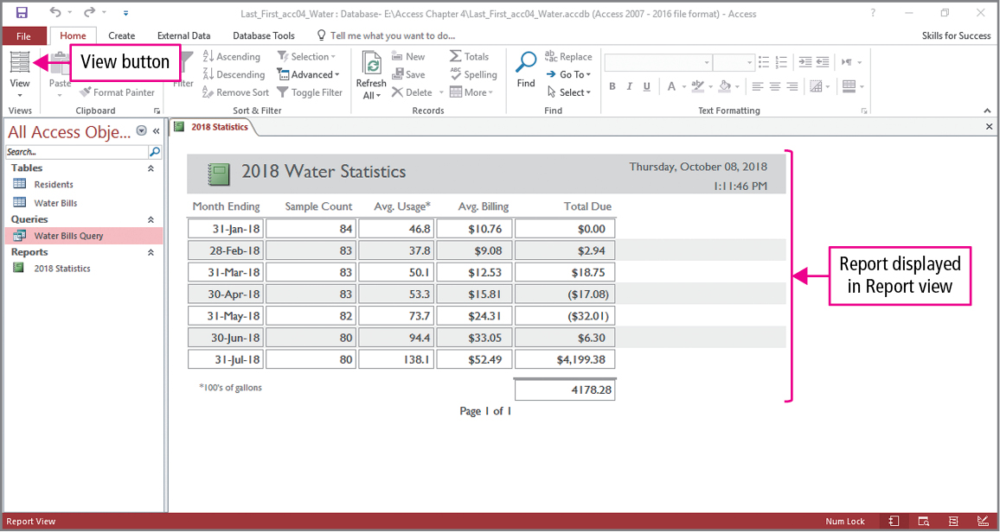 Last_First_acc04_Water : Database- E:\Access Chapter 4\Last_First_acc04_Water.accdb (Access 2007 - 2016 file format) - Access
File Home Create External Data Database Tools Tell me what you want to do... Skills for Success
View button
View
Views
Paste
Format Painter
Clipboard
Filter
Ascending
Descending
Remove Sort
Selection
Advanced
Toggle Filter
Sort & Filter
Refresh All
New
Save
Delete
Totals
Spelling
More
Records
Find
Replace
Go To
Select
Find
B I U A
Text Formatting
All Access Obje...
Search...
Tables
Residents
Water Bills
Queries
Water Bills Query
Reports
2018 Statistics
2018 Statistics
2018 Water Statistics Thursday, October 08, 2018
1:11:46 PM
Month Ending Sample Count Avg. Usage* Avg. Billing Total Due
31-Jan-18 84 46.8 $10.76 $0.00
28-Feb-18 83 37.8 $9.08 $2.94
31-Mar-18 83 50.1 $12.53 $18.75
30-Apr-18 83 53.3 $15.81 ($17.08)
31-May-18 82 73.7 $24.31 ($32.01)
30-Jun-18 80 94.4 $33.05 $6.30
31-Jul-18 80 138.1 $52.49 $4,199.38
*100's of gallons 4178.28
Page 1 of 1
Report displayed
in Report view
Report View Num Lock